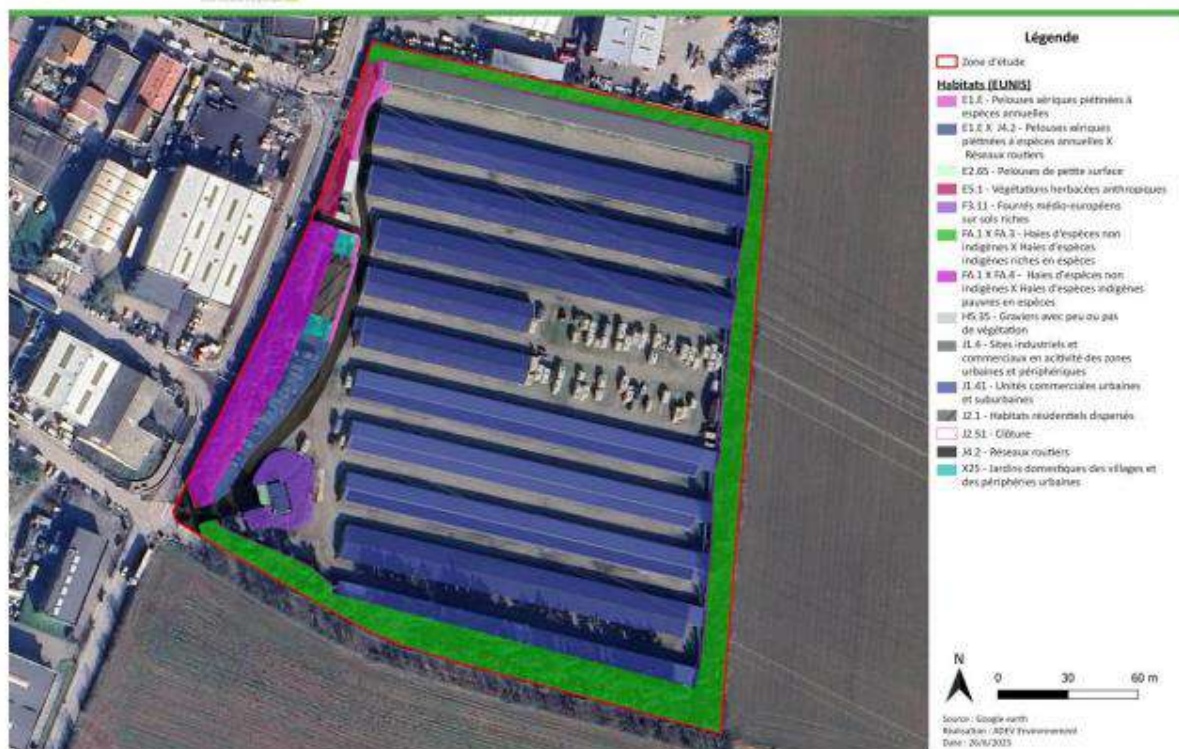 Légende
Zone d'étude
Habitats (EUNIS)
E1.E - Pelouses xériques piétinées à
espèces annuelles
E1.E X J4.2 - Pelouses xériques
piétinées à espèces annuelles X
Réseaux routiers
E2.65 - Pelouses de petite surface
E5.1 - Végétations herbacées anthropiques
F3.11 - Fourrés médio-européens
sur sols riches
FA.1 X FA.3 - Haies d'espèces non
indigènes X Haies d'espèces
indigènes riches en espèces
FA.1 X FA.4 - Haies d'espèces non
indigènes X Haies d'espèces indigènes
pauvres en espèces
H5.35 - Graviers avec peu ou pas
de végétation
J1.4 - Sites industriels et
commerciaux en acitivité des zones
urbaines et périphériques
J1.41 - Unités commerciales urbaines
et suburbaines
J2.1 - Habitats résidentiels dispersés
J2.51 - Clôture
J4.2 - Réseaux routiers
X25 - Jardins domestiques des villages et
des périphéries urbaines
N
0 30 60 m
Source : Google earth
Réalisation : ADEV Environnement
Date : 26/6/2025